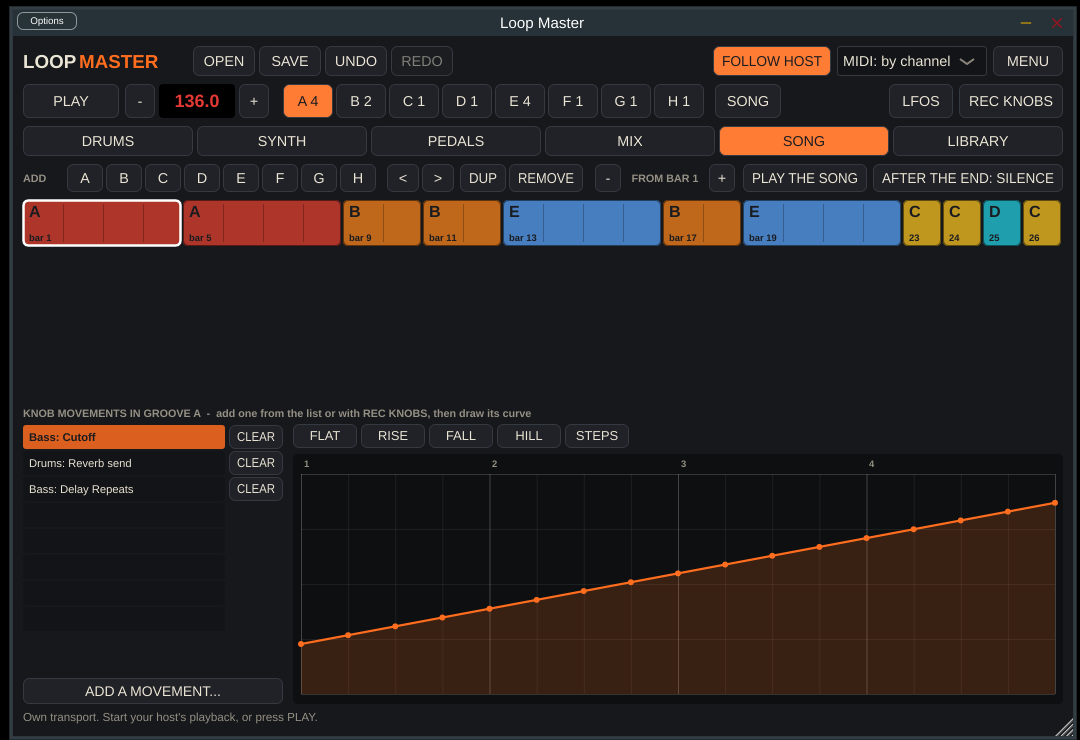 Options
Loop Master
LOOPMASTER OPEN SAVE UNDO REDO FOLLOW HOST MIDI: by channel MENU
PLAY - 136.0 + A 4 B 2 C 1 D 1 E 4 F 1 G 1 H 1 SONG LFOS REC KNOBS
DRUMS SYNTH PEDALS MIX SONG LIBRARY
ADD A B C D E F G H < > DUP REMOVE - FROM BAR 1 + PLAY THE SONG AFTER THE END: SILENCE
A A B B E B E C C D C
bar 1 bar 5 bar 9 bar 11 bar 13 bar 17 bar 19 23 24 25 26
KNOB MOVEMENTS IN GROOVE A - add one from the list or with REC KNOBS, then draw its curve
Bass: Cutoff CLEAR FLAT RISE FALL HILL STEPS
Drums: Reverb send CLEAR 1 2 3 4
Bass: Delay Repeats CLEAR
ADD A MOVEMENT...
Own transport. Start your host's playback, or press PLAY.